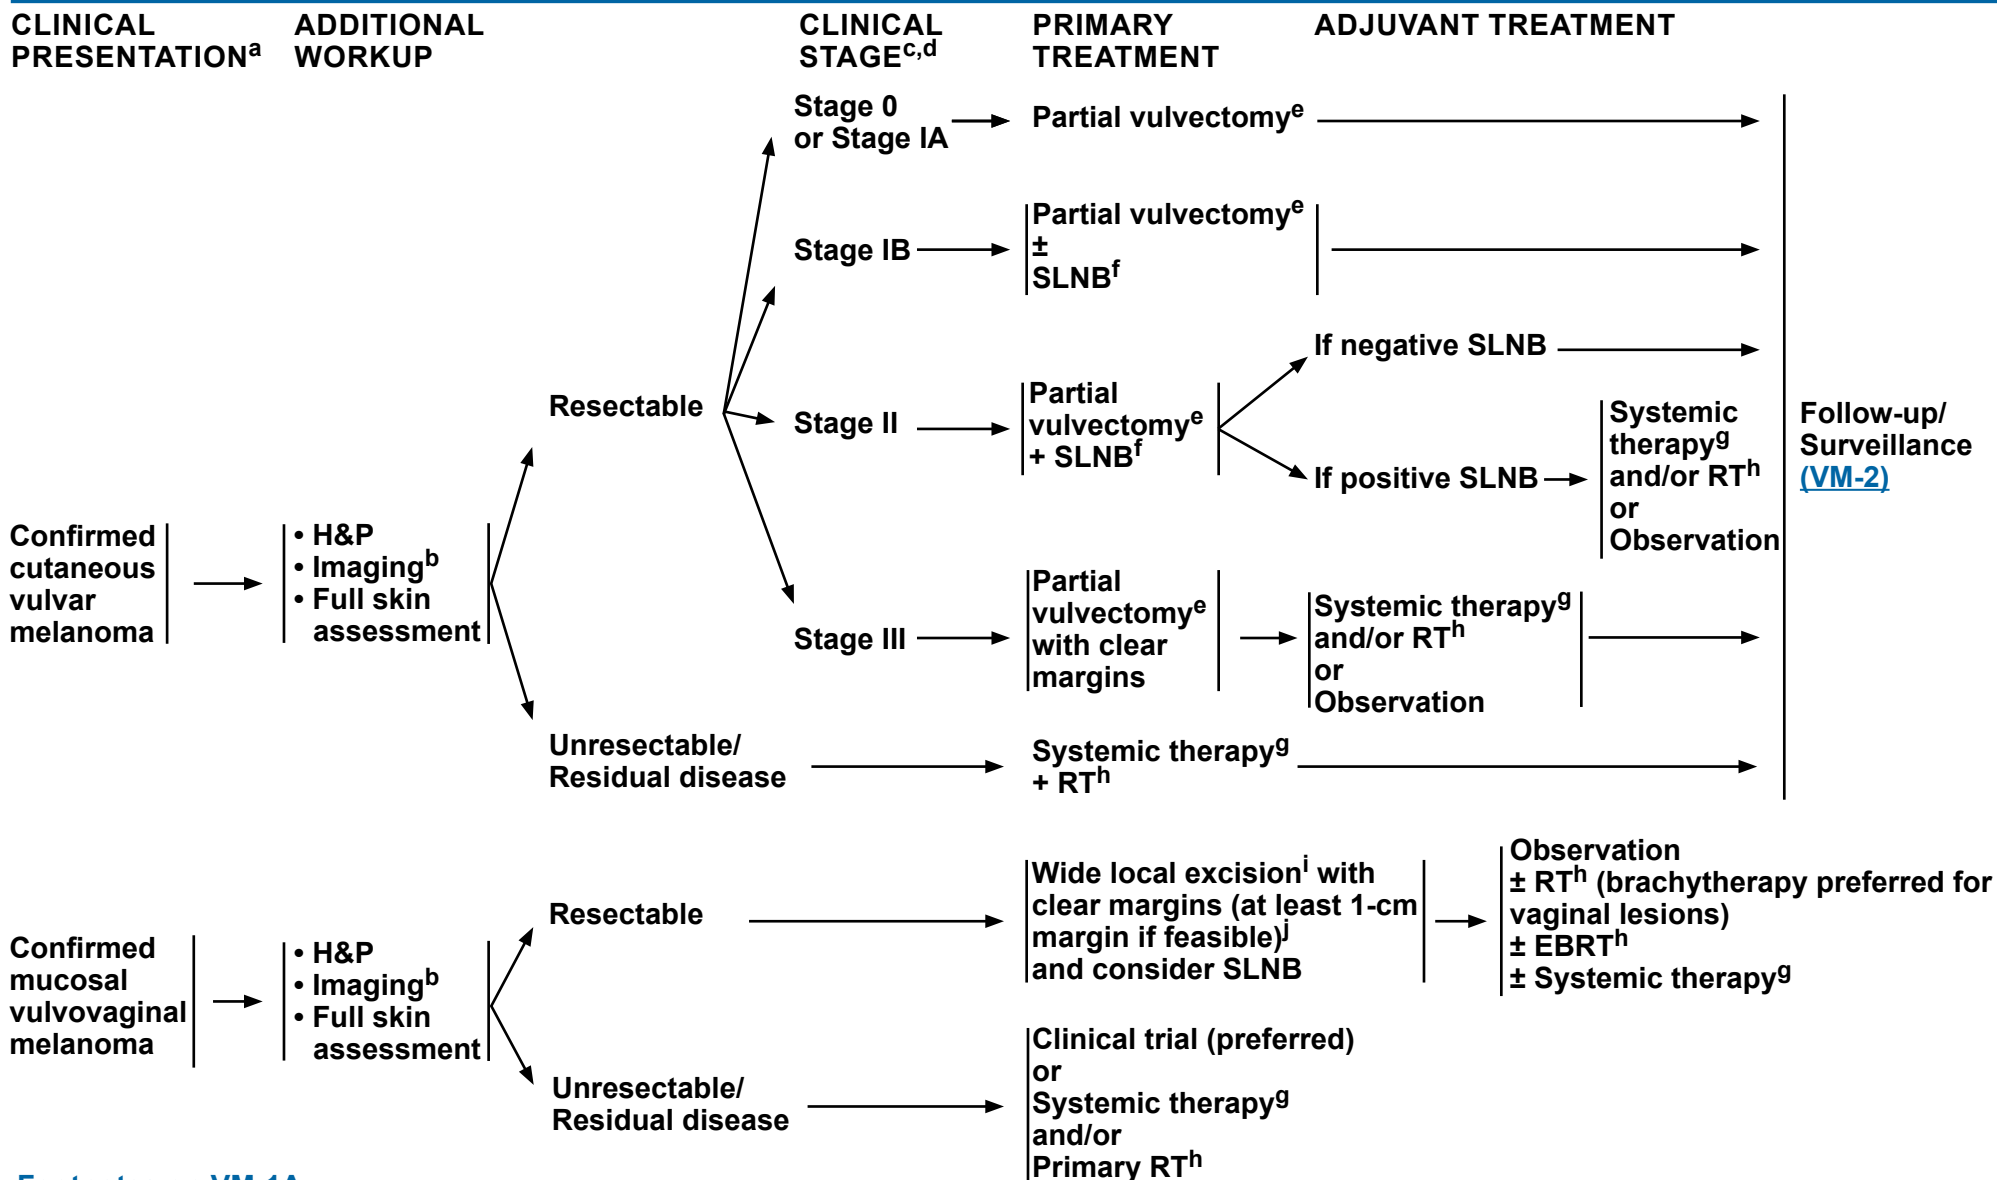 CLINICAL
PRESENTATIONa
ADDITIONAL
WORKUP
CLINICAL
STAGEc,d
PRIMARY
TREATMENT
ADJUVANT TREATMENT
Confirmed
cutaneous
vulvar
melanoma
• H&P
• Imagingb
• Full skin
assessment
Resectable
Stage 0
or Stage IA
Partial vulvectomye
Stage IB
Partial vulvectomye
±
SLNBf
Stage II
Partial
vulvectomye
+ SLNBf
If negative SLNB
If positive SLNB
Systemic
therapyg
and/or RTh
or
Observation
Stage III
Partial
vulvectomye
with clear
margins
Systemic therapyg
and/or RTh
or
Observation
Unresectable/
Residual disease
Systemic therapyg
+ RTh
Follow-up/
Surveillance
(VM-2)
Confirmed
mucosal
vulvovaginal
melanoma
• H&P
• Imagingb
• Full skin
assessment
Resectable
Wide local excisioni with
clear margins (at least 1-cm
margin if feasible)j
and consider SLNB
Observation
± RTh (brachytherapy preferred for
vaginal lesions)
± EBRTh
± Systemic therapyg
Unresectable/
Residual disease
Clinical trial (preferred)
or
Systemic therapyg
and/or
Primary RTh